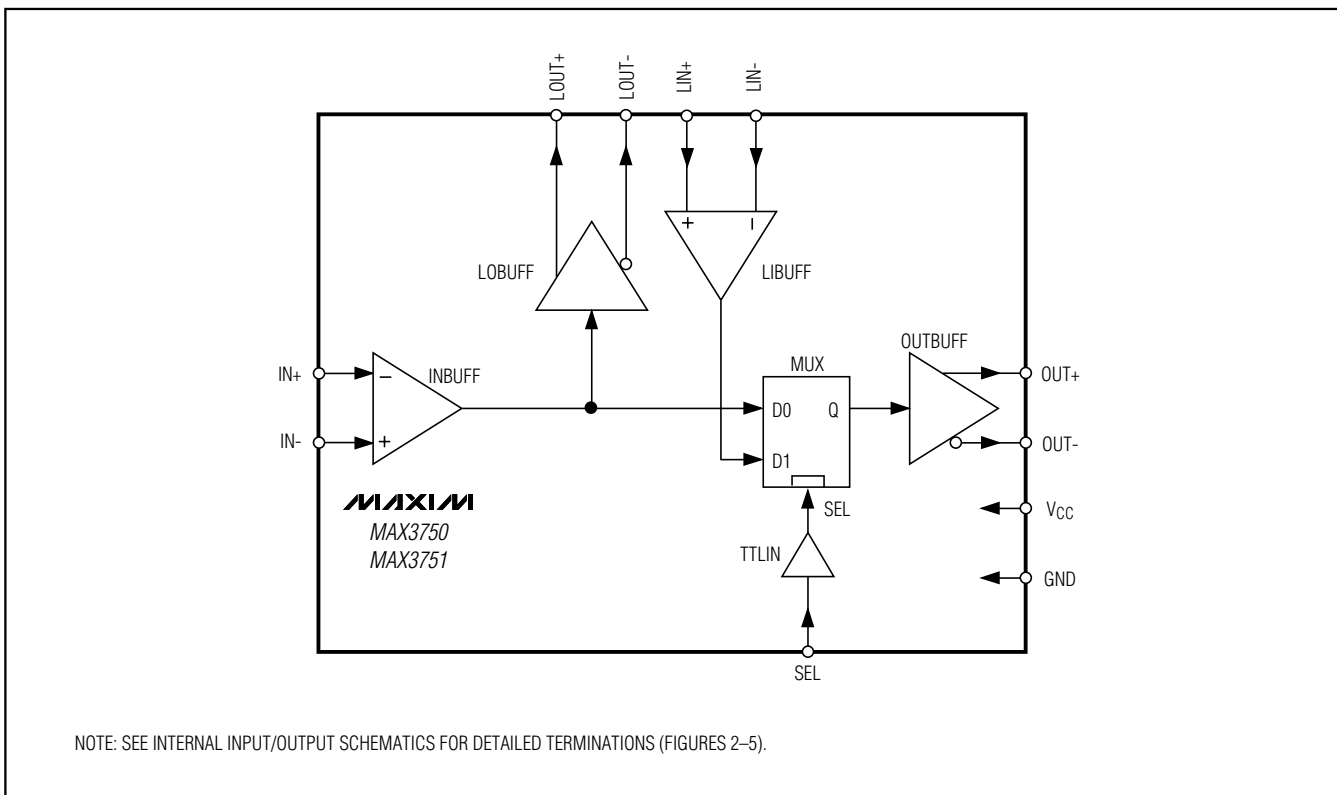 LOUT+
LOUT-
LIN+
LIN-
+ –
LOBUFF
LIBUFF
OUTBUFF
MUX
IN+
–
INBUFF
OUT+
D0 Q
IN-
+
OUT-
D1
MAXIM
SEL
VCC
MAX3750
MAX3751
TTLIN
GND
SEL
NOTE: SEE INTERNAL INPUT/OUTPUT SCHEMATICS FOR DETAILED TERMINATIONS (FIGURES 2–5).